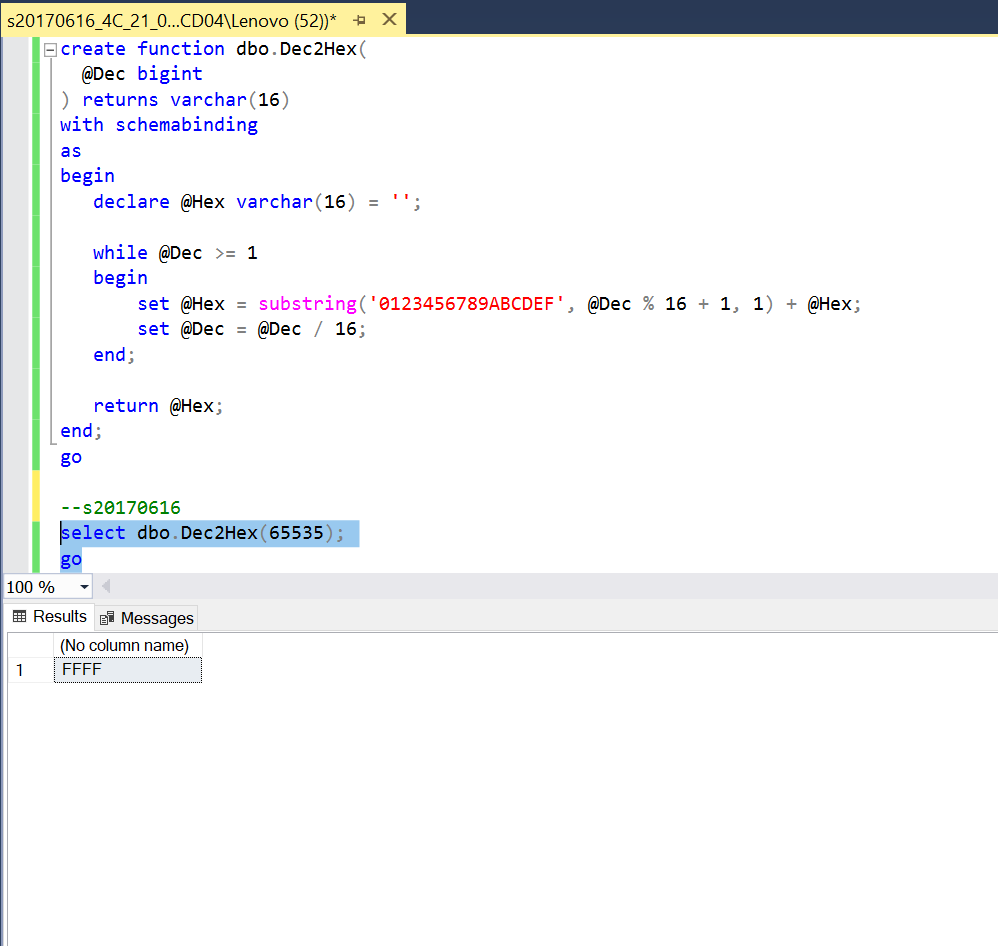 s20170616_4C_21_0...CD04\Lenovo (52))*
create function dbo.Dec2Hex(
@Dec bigint
) returns varchar(16)
with schemabinding
as
begin
declare @Hex varchar(16) = '';
while @Dec >= 1
begin
set @Hex = substring('0123456789ABCDEF', @Dec % 16 + 1, 1) + @Hex;
set @Dec = @Dec / 16;
end;
return @Hex;
end;
go
--s20170616
select dbo.Dec2Hex(65535);
go
100 %
Results Messages
(No column name)
1 FFFF